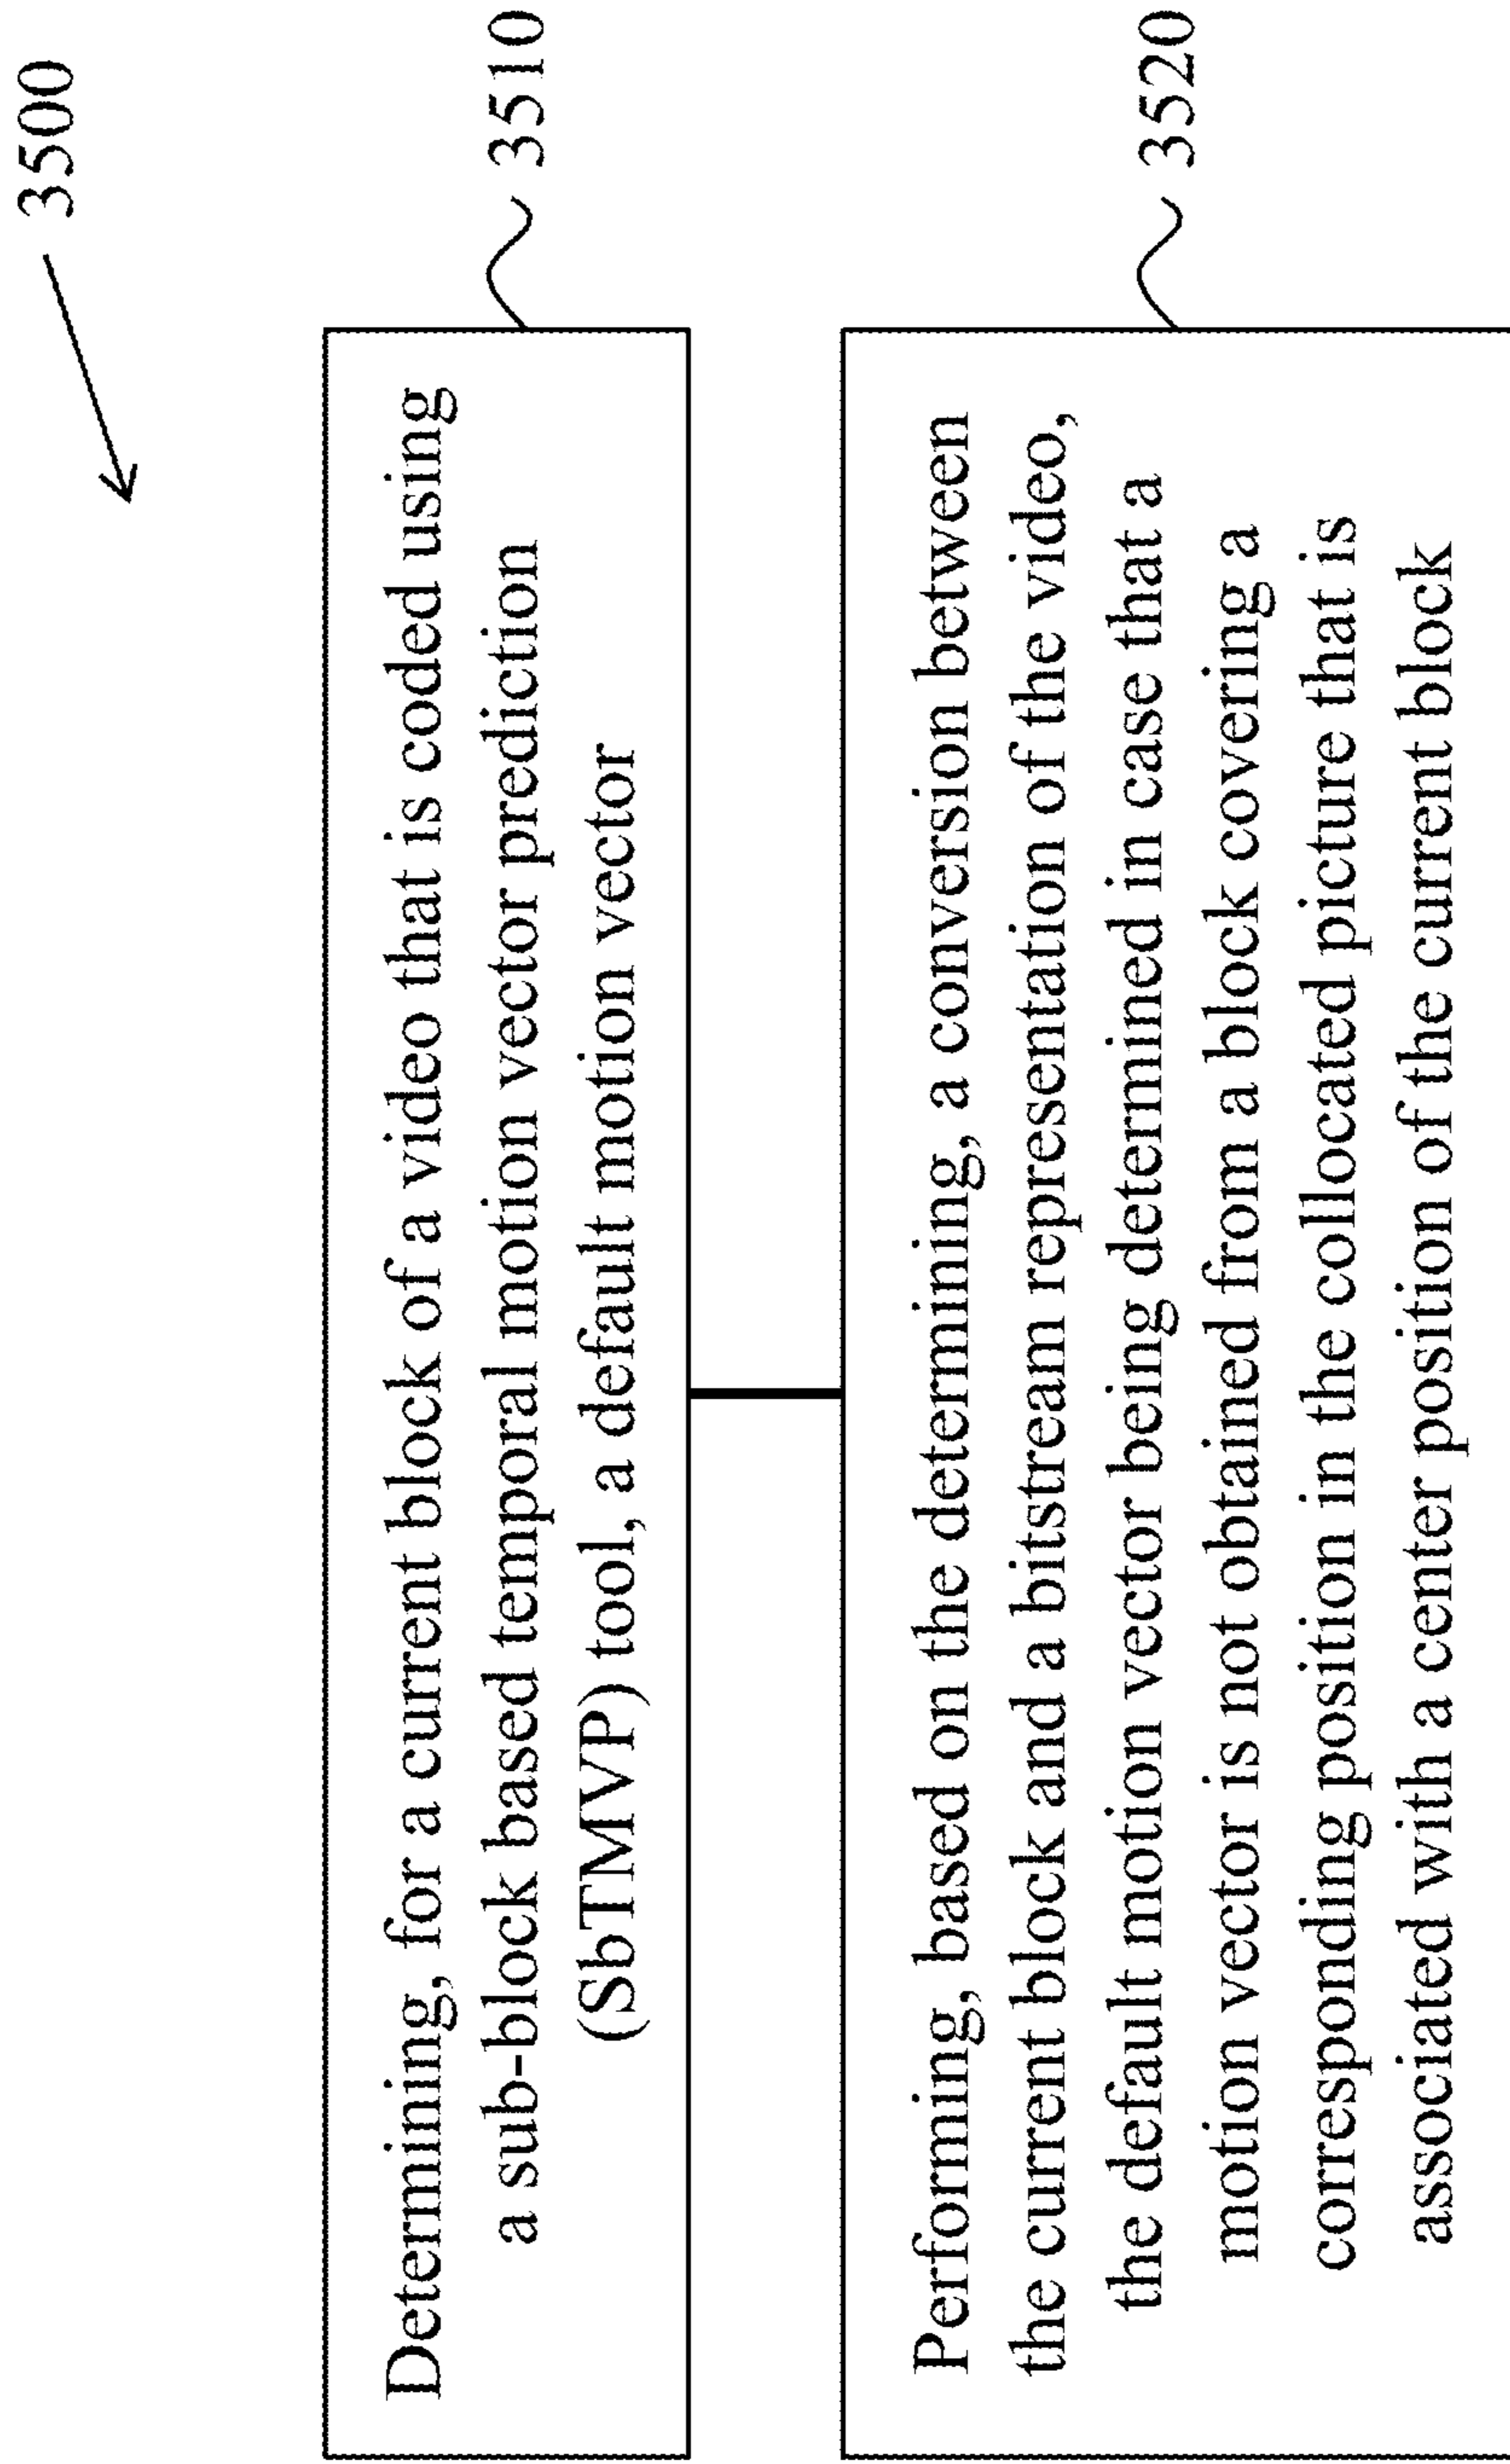 3500
Determining, for a current block of a video that is coded using
a sub-block based temporal motion vector prediction
(SbTMVP) tool, a default motion vector
3510
Performing, based on the determining, a conversion between
the current block and a bitstream representation of the video,
the default motion vector being determined in case that a
motion vector is not obtained from a block covering a
corresponding position in the collocated picture that is
associated with a center position of the current block
3520